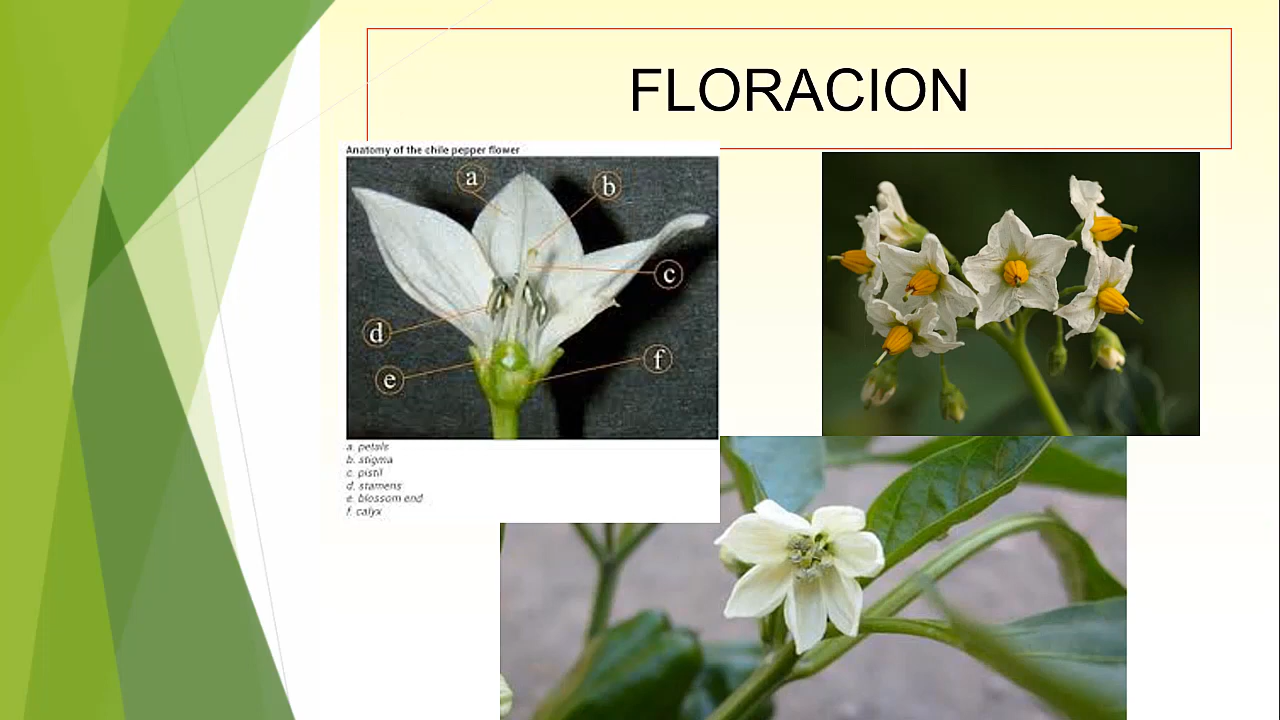 FLORACION
Anatomy of the chile pepper flower
a
b
c
d
e
f
a. petals
b. stigma
c. pistil
d. stamens
e. blossom end
f. calyx